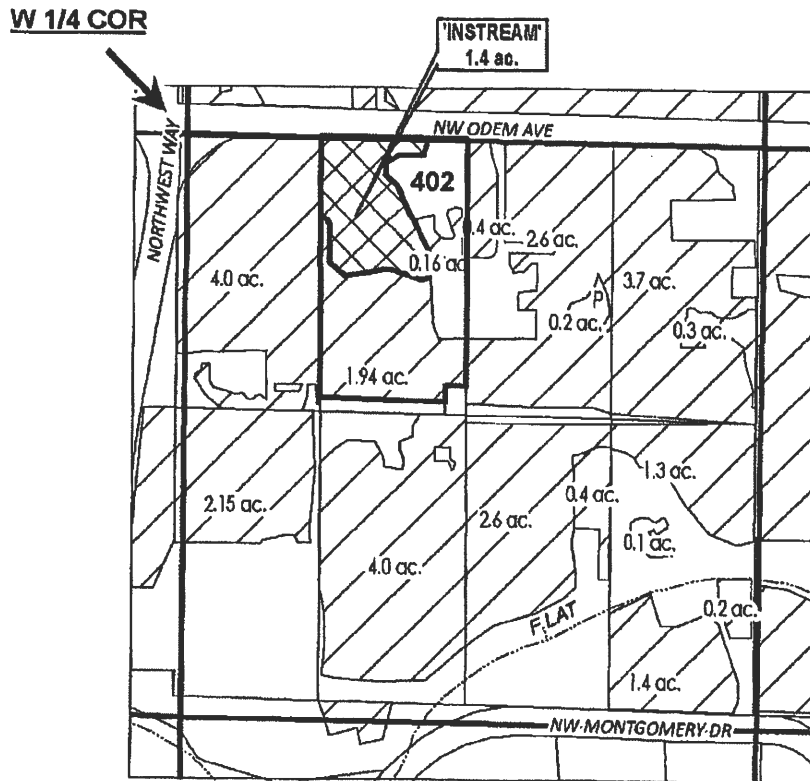 W 1/4 COR
'INSTREAM'
1.4 ac.
NW ODEM AVE
NORTHWEST WAY
402
0.4 ac.
2.6 ac.
0.16 ac
4.0 ac.
3.7 ac.
P
0.2 ac.
0.3 ac.
1.94 ac.
1.3 ac.
2.15 ac.
0.4 ac.
2.6 ac.
0.1 ac.
4.0 ac.
F LAT
0.2 ac.
1.4 ac.
NW MONTGOMERY DR